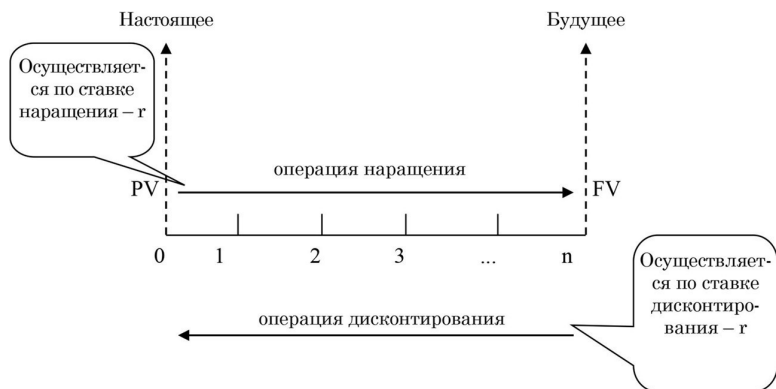 Настоящее
Будущее
Осуществляет-
ся по ставке
наращения – r
операция наращения
PV
FV
0 1 2 3 ... n
Осуществляет-
ся по ставке
дисконтиро-
вания – r
операция дисконтирования